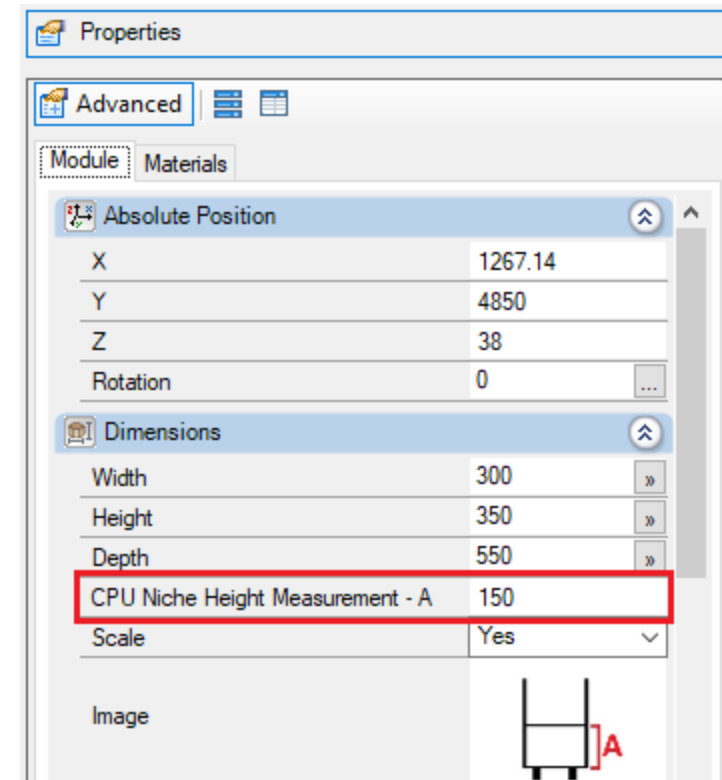 Properties
Advanced
Module Materials
Absolute Position
X 1267.14
Y 4850
Z 38
Rotation 0 ...
Dimensions
Width 300 »
Height 350 »
Depth 550 »
CPU Niche Height Measurement - A 150
Scale Yes
Image A